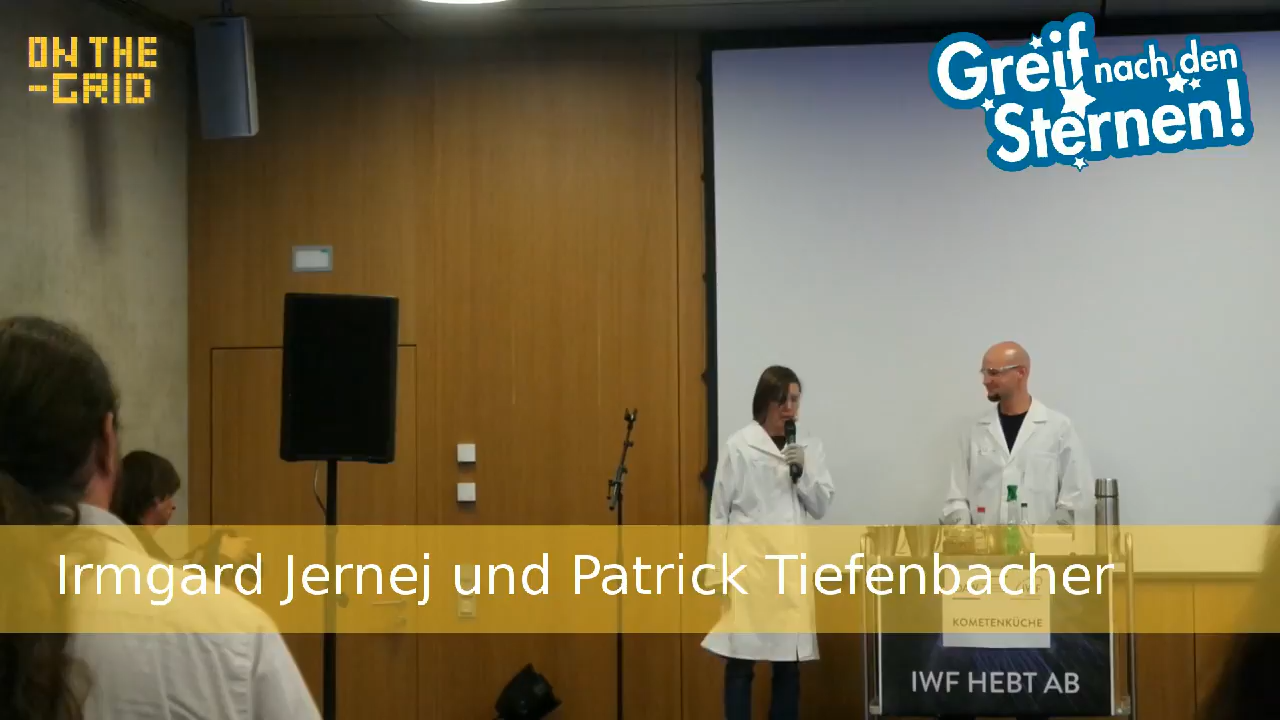 ON THE
-GRID
Greif nach den
Sternen!
Irmgard Jernej und Patrick Tiefenbacher
KOMETENKÜCHE
IWF HEBT AB